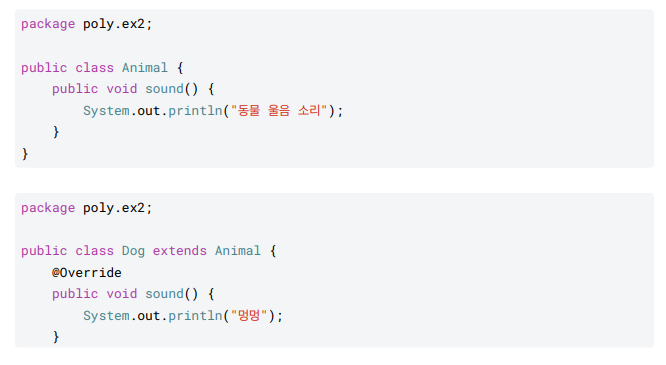 package poly.ex2;
public class Animal {
    public void sound() {
        System.out.println("동물 울음 소리");
    }
}
package poly.ex2;
public class Dog extends Animal {
    @Override
    public void sound() {
        System.out.println("멍멍");
    }